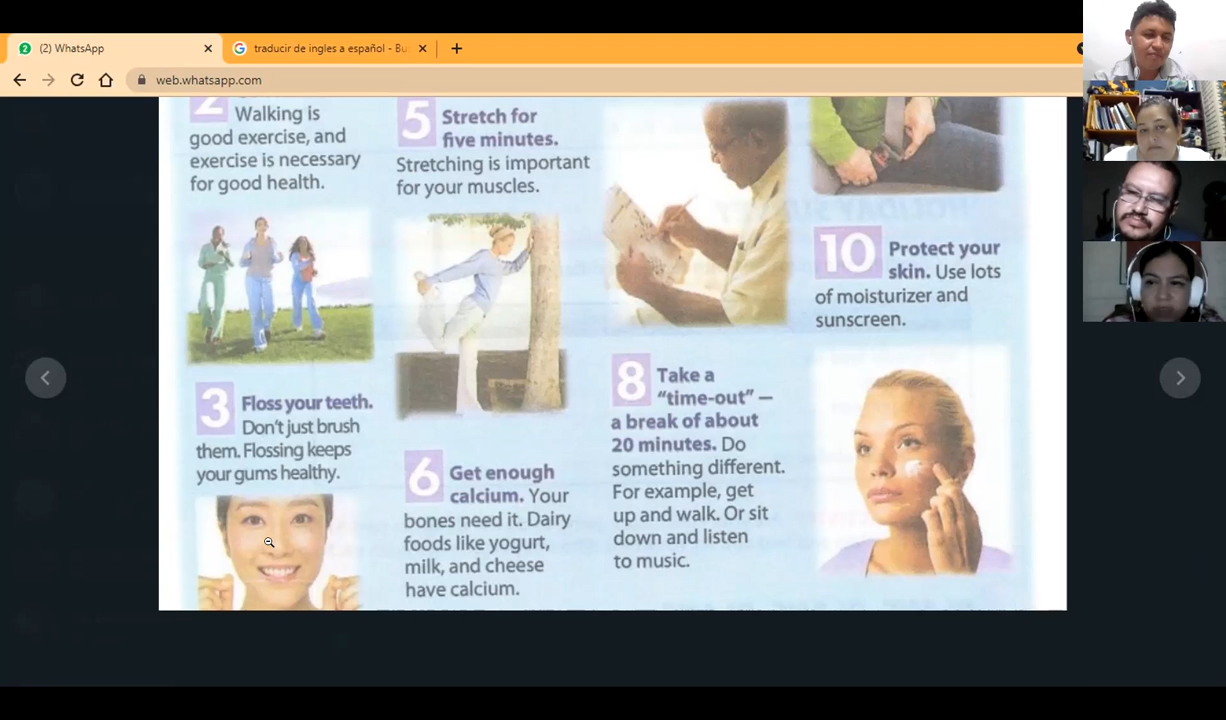 2
(2) WhatsApp
traducir de ingles a español - Bu
web.whatsapp.com
2
Walking is
good exercise, and
exercise is necessary
for good health.
3 Floss your teeth.
Don't just brush
them. Flossing keeps
your gums healthy.
5 Stretch for
five minutes.
Stretching is important
for your muscles.
6 Get enough
calcium. Your
bones need it. Dairy
foods like yogurt,
milk, and cheese
have calcium.
8 Take a
"time-out" —
a break of about
20 minutes. Do
something different.
For example, get
up and walk. Or sit
down and listen
to music.
10 Protect your
skin. Use lots
of moisturizer and
sunscreen.